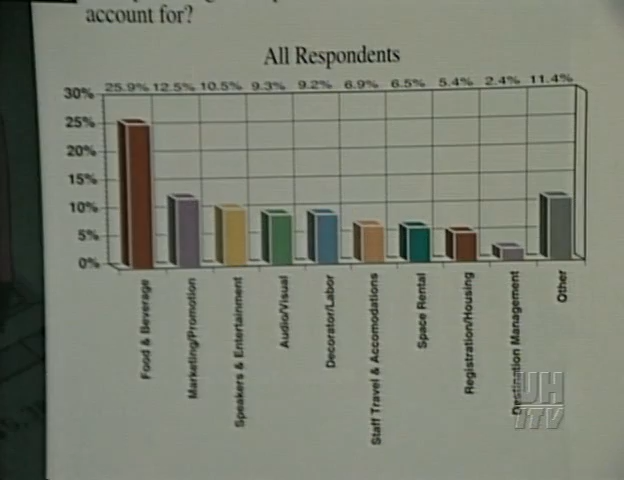 account for?
All Respondents
25.9% 12.5% 10.5% 9.3% 9.2% 6.9% 6.5% 5.4% 2.4% 11.4%
30%
25%
20%
15%
10%
5%
0%
Food & Beverage
Marketing/Promotion
Speakers & Entertainment
Audio/Visual
Decorator/Labor
Staff Travel & Accomodations
Space Rental
Registration/Housing
Destination Management
Other
UH
ITV